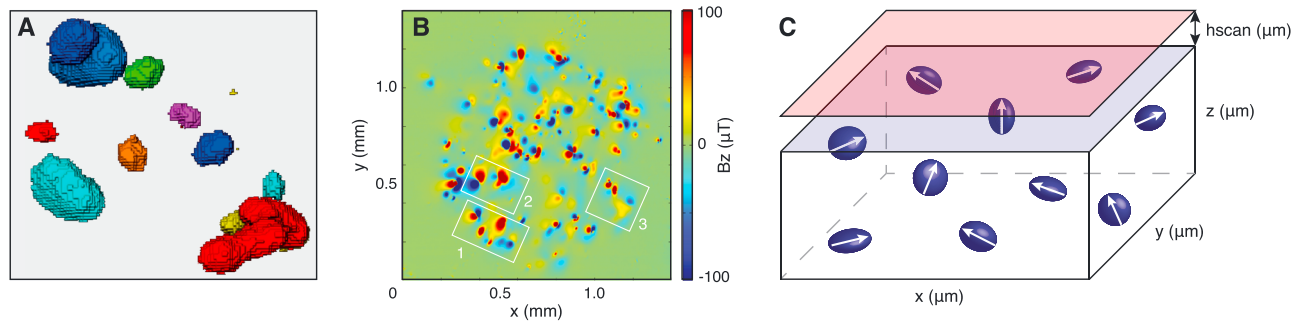 A
B
C
100
0
-100
Bz (µT)
1.0
0.5
y (mm)
0
0.5
1.0
x (mm)
1
2
3
hscan (µm)
z (µm)
y (µm)
x (µm)